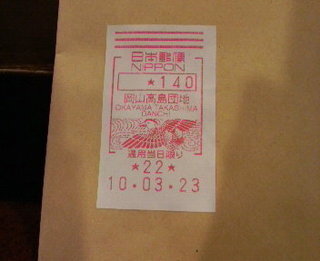 日本郵便
NIPPON
*140
岡山高島団地
OKAYAMA TAKASHIMA
DANCHI
適用当日限り
*22*
10.03.23